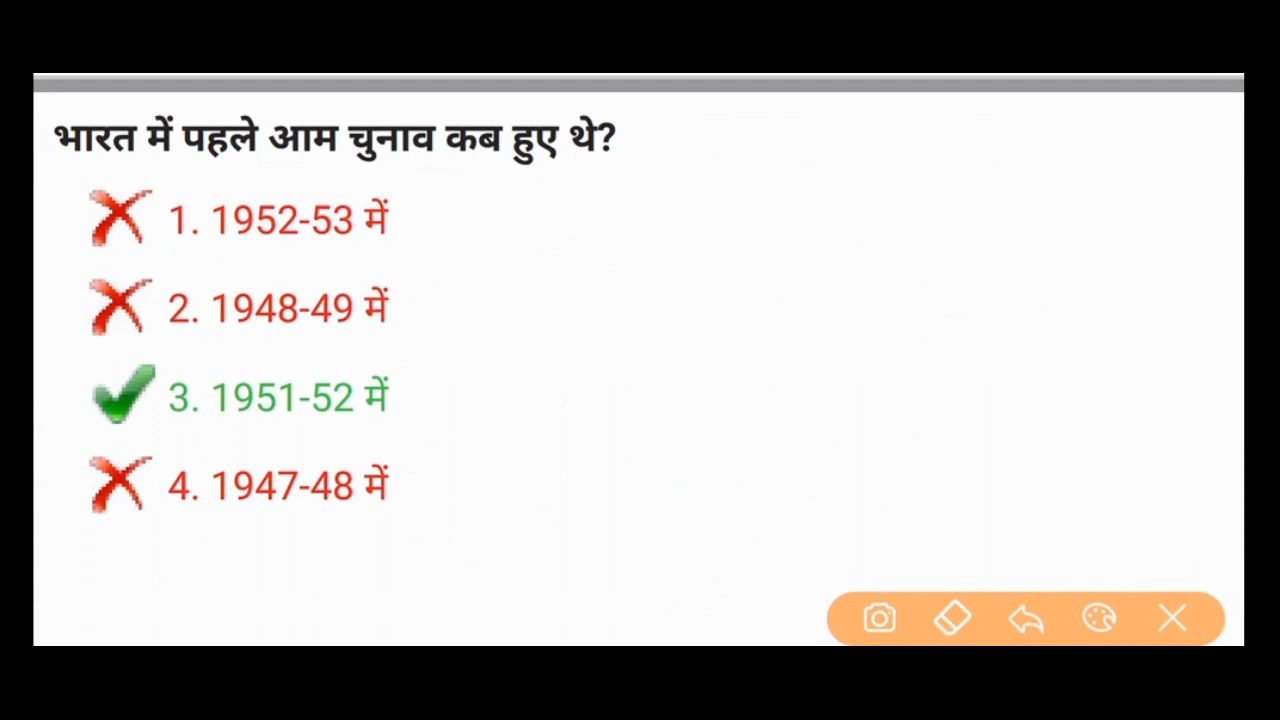 भारत में पहले आम चुनाव कब हुए थे?
1. 1952-53 में
2. 1948-49 में
3. 1951-52 में
4. 1947-48 में